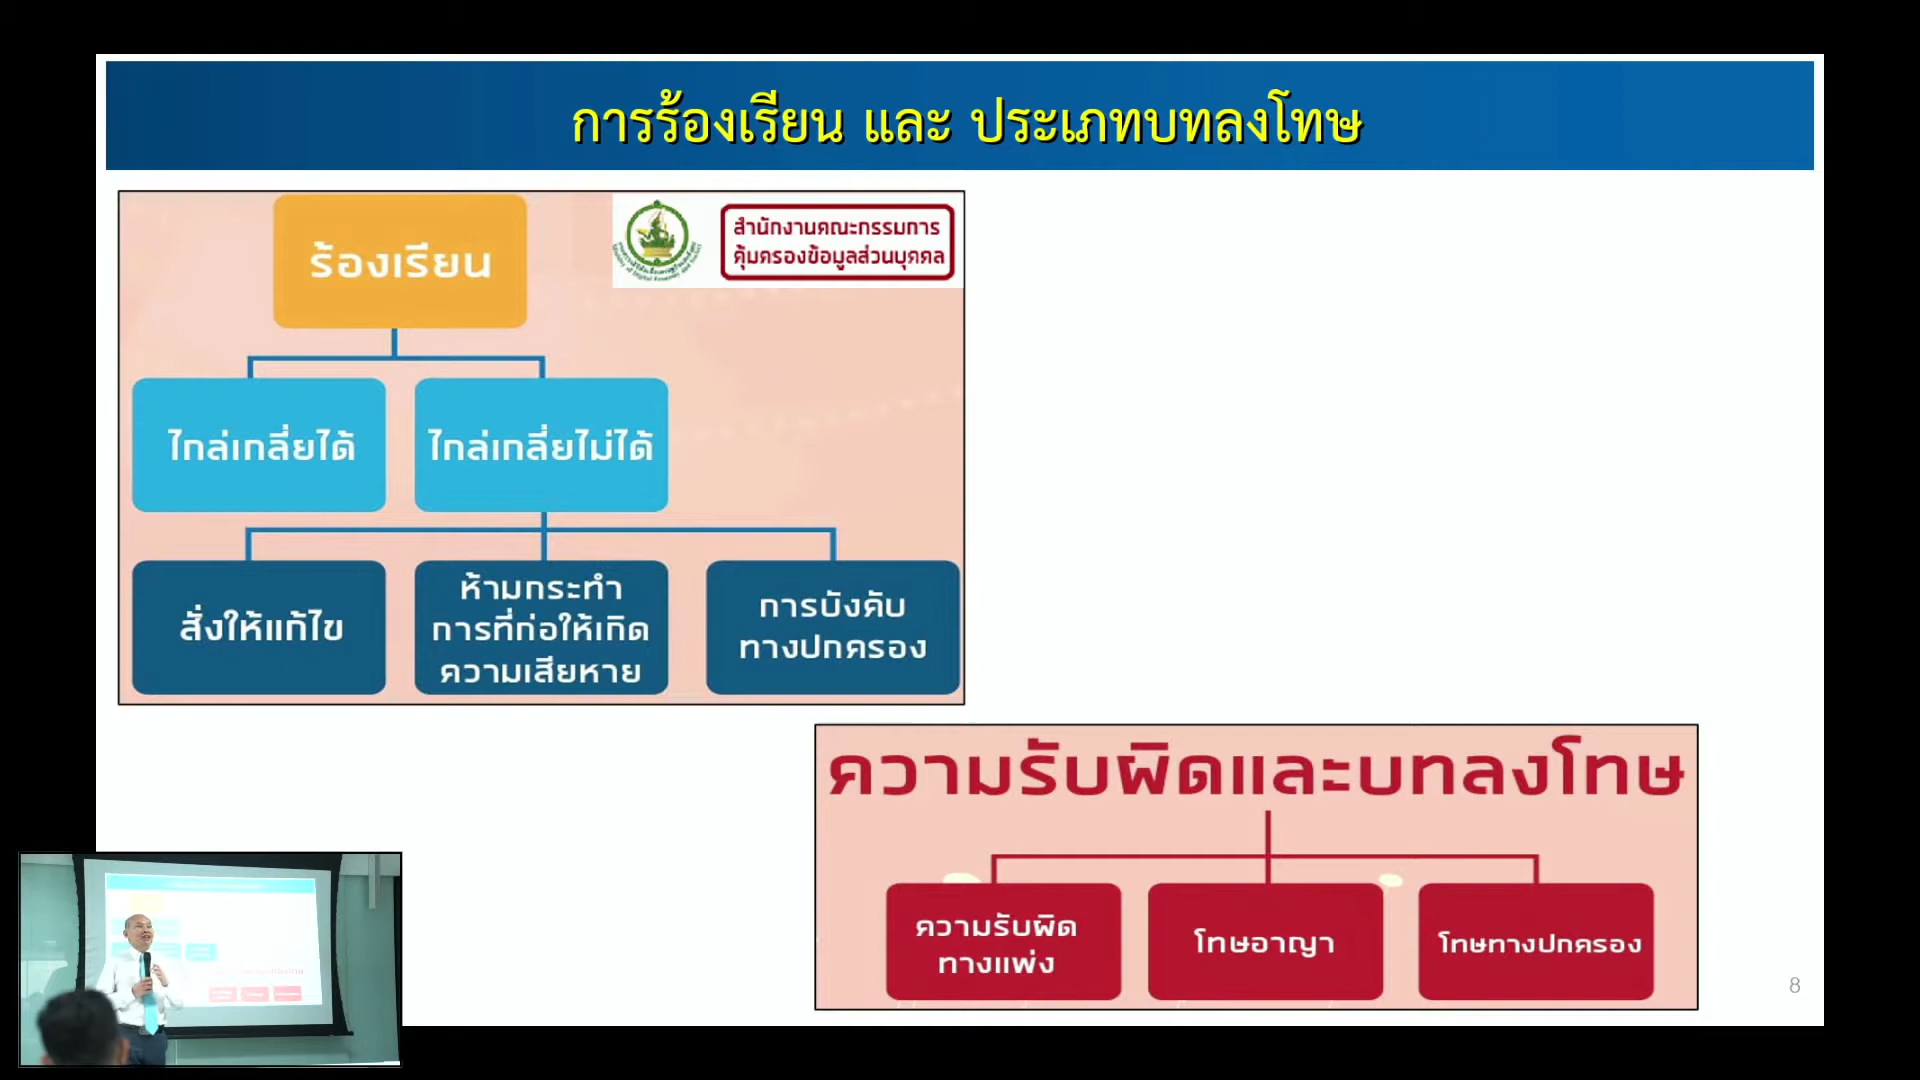 การร้องเรียน และ ประเภทบทลงโทษ
ร้องเรียน
สำนักงานคณะกรรมการ
คุ้มครองข้อมูลส่วนบุคคล
ไกล่เกลี่ยได้
ไกล่เกลี่ยไม่ได้
สั่งให้แก้ไข
ห้ามกระทำ
การที่ก่อให้เกิด
ความเสียหาย
การบังคับ
ทางปกครอง
ความรับผิดและบทลงโทษ
ความรับผิด
ทางแพ่ง
โทษอาญา
โทษทางปกครอง
8